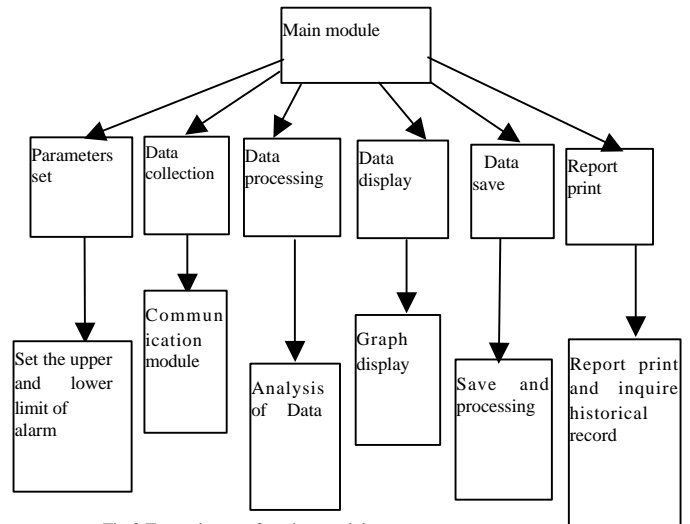 Main module
Parameters
set
Data
collection
Data
processing
Data
display
Data
save
Report
print
Set the upper
and lower
limit of
alarm
Commun
ication
module
Analysis
of Data
Graph
display
Save and
processing
Report print
and inquire
historical
record